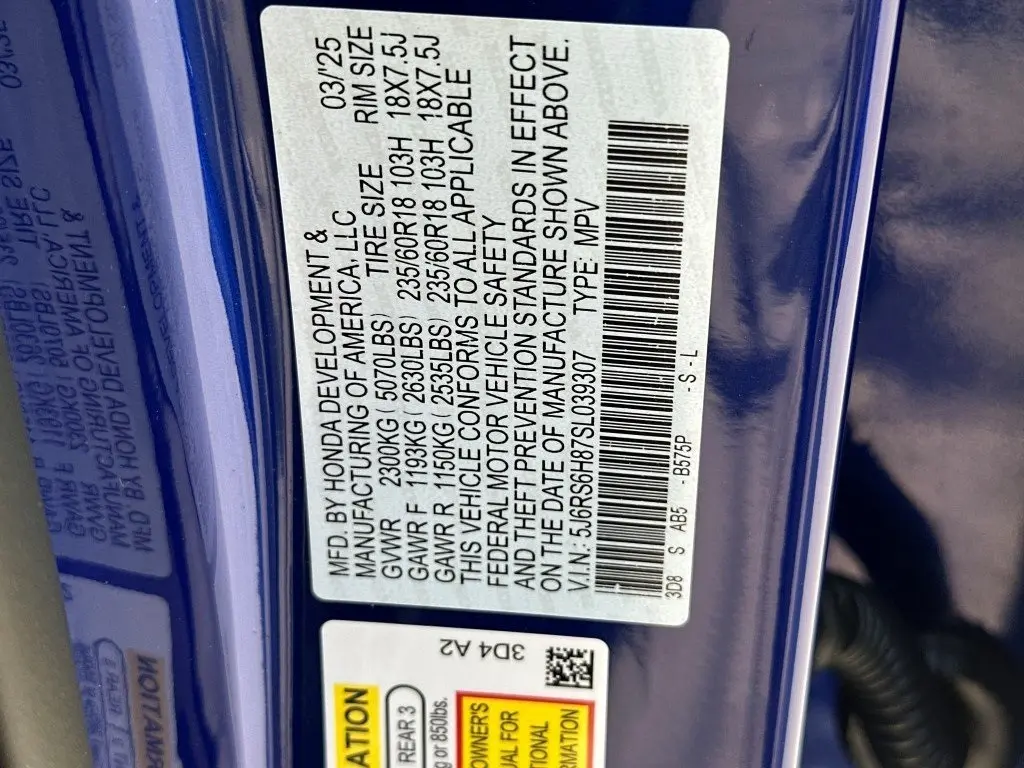 MFD. BY HONDA DEVELOPMENT & 03/'25
MANUFACTURING OF AMERICA, LLC RIM SIZE
GVWR 2300KG ( 5070LBS) TIRE SIZE
GAWR F 1193KG ( 2630LBS) 235/60R18 103H 18X7.5J
GAWR R 1150KG ( 2535LBS) 235/60R18 103H 18X7.5J
THIS VEHICLE CONFORMS TO ALL APPLICABLE
FEDERAL MOTOR VEHICLE SAFETY
AND THEFT PREVENTION STANDARDS IN EFFECT
ON THE DATE OF MANUFACTURE SHOWN ABOVE.
V.I.N.: 5J6RS6H87SL039307 TYPE: MPV
3D8 S AB5 - B575P - S - L
3D4 A2
ATION
REAR 3
g or 850lbs.
OWNER'S
UAL FOR
TIONAL
RMATION